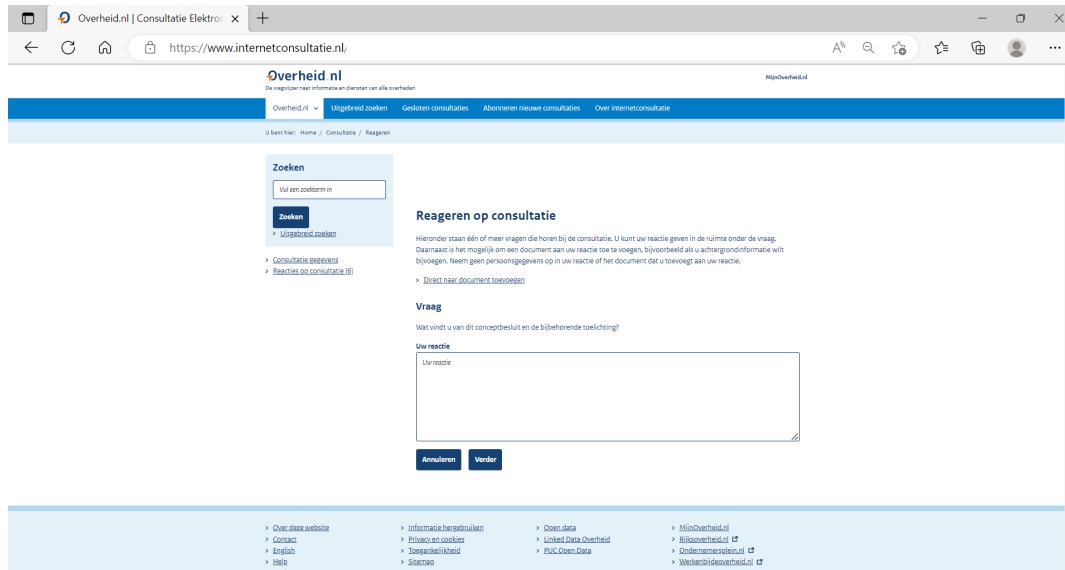 Overheid.nl | Consultatie Elektror
https://www.internetconsultatie.nl/
Overheid.nl
De wegwijzer naar informatie en diensten van alle overheden
MijnOverheid.nl
Overheid.nl Uitgebreid zoeken Gesloten consultaties Abonneren nieuwe consultaties Over internetconsultatie
U bent hier: Home / Consultatie / Reageren
Zoeken
Vul een zoekterm in
Zoeken
> Uitgebreid zoeken
> Consultatie gegevens
> Reacties op consultatie [6]
Reageren op consultatie
Hieronder staan één of meer vragen die horen bij de consultatie. U kunt uw reactie geven in de ruimte onder de vraag.
Daarnaast is het mogelijk om een document aan uw reactie toe te voegen, bijvoorbeeld als u achtergrondinformatie wilt
bijvoegen. Neem geen persoonsgegevens op in uw reactie of het document dat u toevoegt aan uw reactie.
> Direct naar document toevoegen
Vraag
Wat vindt u van dit conceptbesluit en de bijbehorende toelichting?
Uw reactie
Uw reactie
Annuleren Verder
> Over deze website
> Contact
> English
> Help
> Informatie hergebruiken
> Privacy en cookies
> Toegankelijkheid
> Sitemap
> Open data
> Linked Data Overheid
> PUC Open Data
> MijnOverheid.nl
> Rijksoverheid.nl
> Ondernemersplein.nl
> Werkenbijdeoverheid.nl